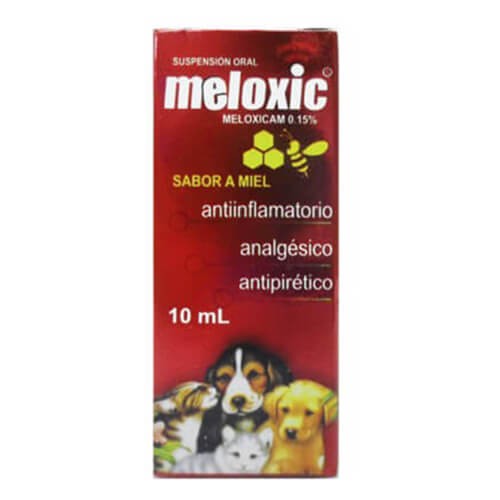 SUSPENSIÓN ORAL
meloxic®
MELOXICAM 0.15%
SABOR A MIEL
antiinflamatorio
analgésico
antipirético
10 mL